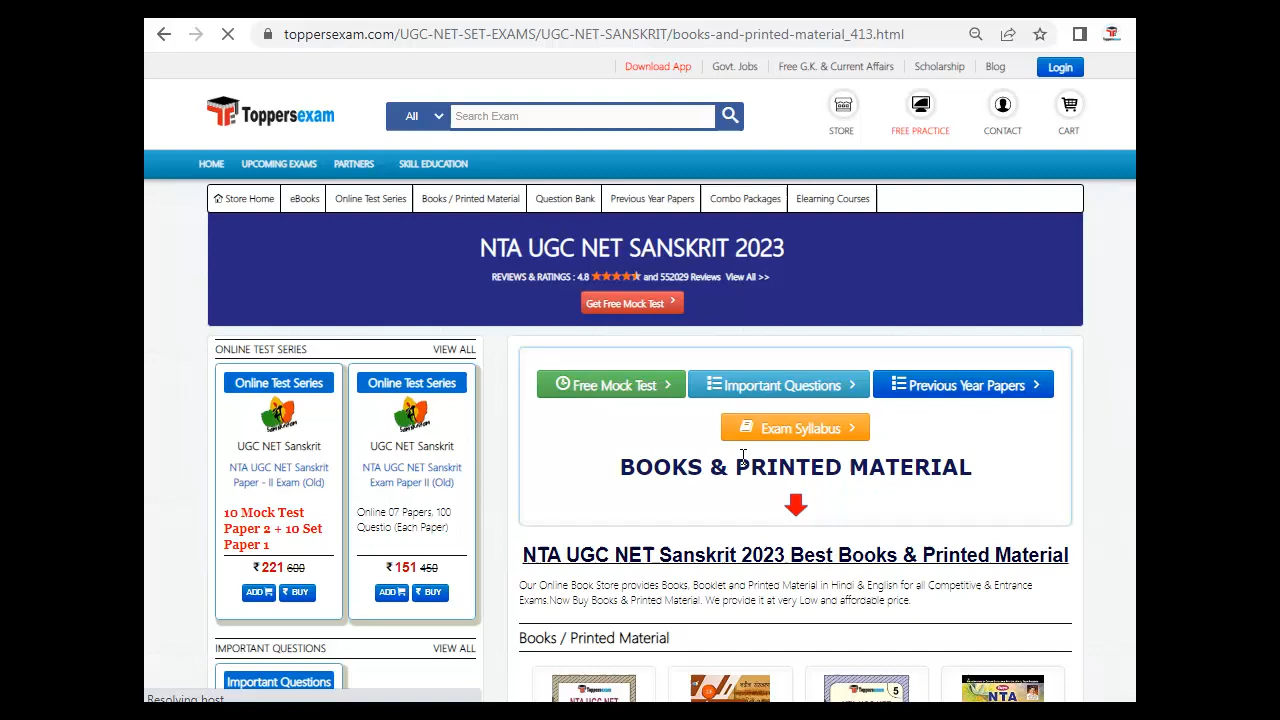 toppersexam.com/UGC-NET-SET-EXAMS/UGC-NET-SANSKRIT/books-and-printed-material_413.html
Download App Govt. Jobs Free G.K. & Current Affairs Scholarship Blog Login
Toppersexam All Search Exam
STORE FREE PRACTICE CONTACT CART
HOME UPCOMING EXAMS PARTNERS SKILL EDUCATION
Store Home eBooks Online Test Series Books / Printed Material Question Bank Previous Year Papers Combo Packages Elearning Courses
NTA UGC NET SANSKRIT 2023
REVIEWS & RATINGS : 4.8 and 552029 Reviews View All >>
Get Free Mock Test
ONLINE TEST SERIES VIEW ALL
Online Test Series
UGC NET Sanskrit
NTA UGC NET Sanskrit
Paper - II Exam (Old)
10 Mock Test
Paper 2 + 10 Set
Paper 1
₹ 221 600
ADD ₹ BUY
Online Test Series
UGC NET Sanskrit
NTA UGC NET Sanskrit
Exam Paper II (Old)
Online 07 Papers, 100
Questio (Each Paper)
₹ 151 450
ADD ₹ BUY
IMPORTANT QUESTIONS VIEW ALL
Important Questions
Free Mock Test Important Questions Previous Year Papers
Exam Syllabus
BOOKS & PRINTED MATERIAL
NTA UGC NET Sanskrit 2023 Best Books & Printed Material
Our Online Book Store provides Books, Booklet and Printed Material in Hindi & English for all Competitive & Entrance
Exams.Now Buy Books & Printed Material. We provide it at very Low and affordable price.
Books / Printed Material
Toppersexam
Toppersexam 5
NTA
Resolving host